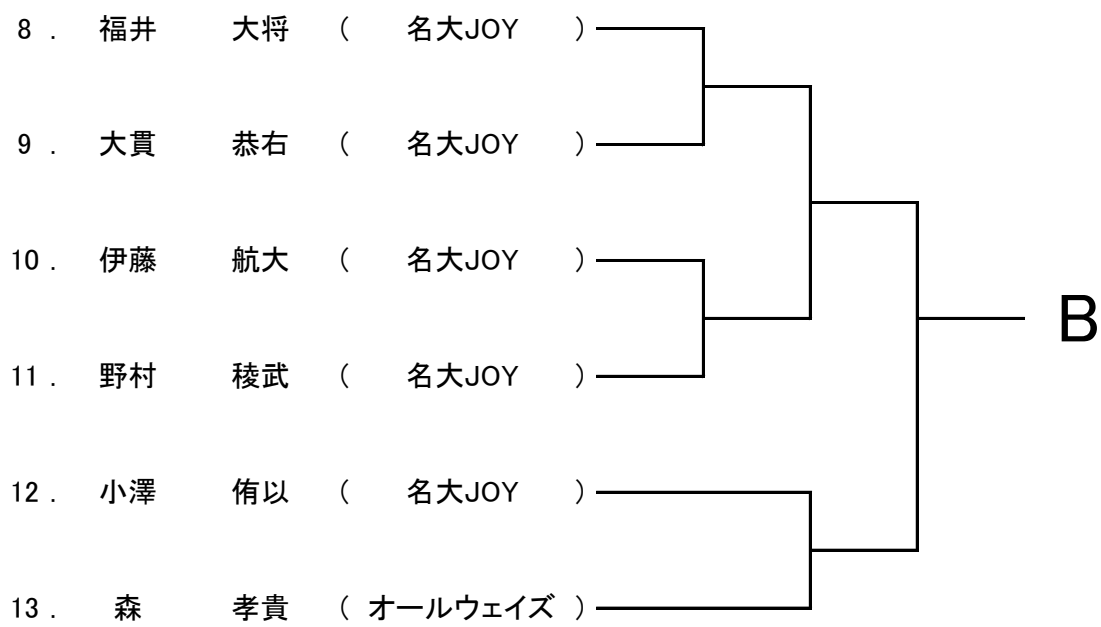 8 . 福井 大将 ( 名大JOY )
9 . 大貫 恭右 ( 名大JOY )
10 . 伊藤 航大 ( 名大JOY )
B
11 . 野村 稜武 ( 名大JOY )
12 . 小澤 侑以 ( 名大JOY )
13 . 森 孝貴 ( オールウェイズ )